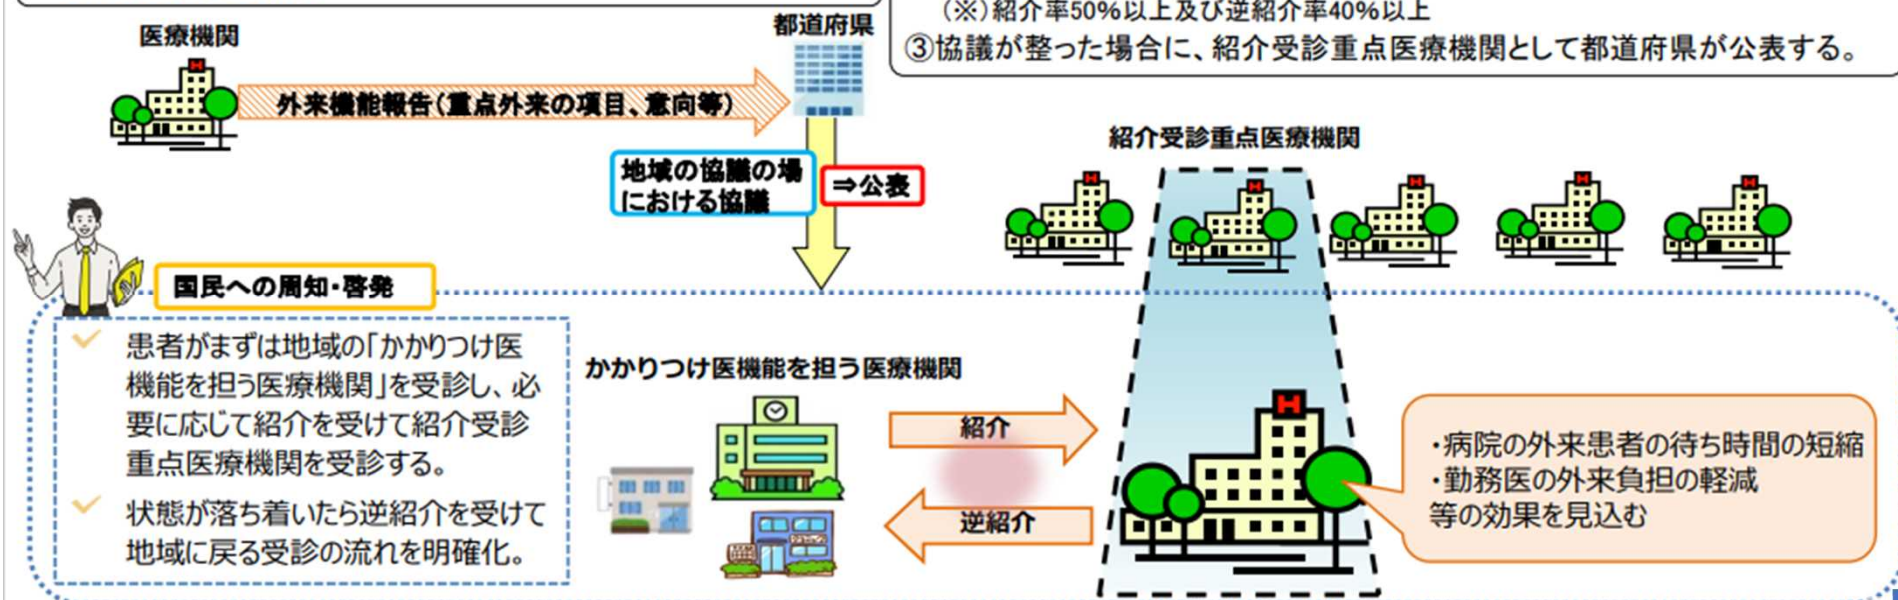 (※)紹介率50%以上及び逆紹介率40%以上
③協議が整った場合に、紹介受診重点医療機関として都道府県が公表する。
医療機関
都道府県
外来機能報告(重点外来の項目、意向等)
地域の協議の場
における協議
⇒公表
紹介受診重点医療機関
H
H
H
H
H
H
国民への周知・啓発
患者がまずは地域の「かかりつけ医
機能を担う医療機関」を受診し、必
要に応じて紹介を受けて紹介受診
重点医療機関を受診する。
状態が落ち着いたら逆紹介を受けて
地域に戻る受診の流れを明確化。
かかりつけ医機能を担う医療機関
紹介
逆紹介
H
・病院の外来患者の待ち時間の短縮
・勤務医の外来負担の軽減
等の効果を見込む